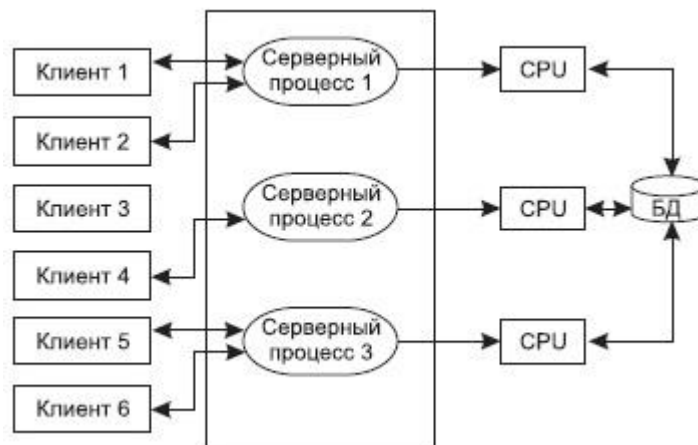 Клиент 1
Клиент 2
Клиент 3
Клиент 4
Клиент 5
Клиент 6
Серверный
процесс 1
Серверный
процесс 2
Серверный
процесс 3
CPU
CPU
CPU
БД